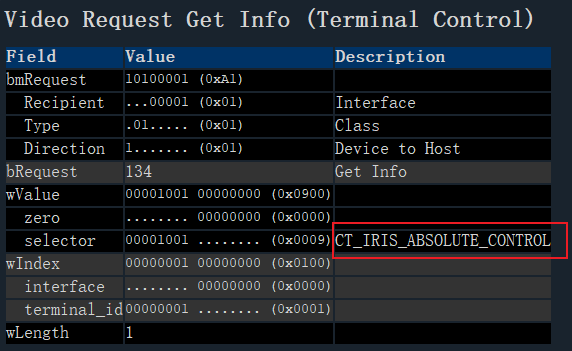 Video Request Get Info (Terminal Control)
Field Value Description
bmRequest 10100001 (0xA1)
Recipient ...00001 (0x01) Interface
Type .01..... (0x01) Class
Direction 1....... (0x01) Device to Host
bRequest 134 Get Info
wValue 00001001 00000000 (0x0900)
zero ........ 00000000 (0x0000)
selector 00001001 ........ (0x0009) CT_IRIS_ABSOLUTE_CONTROL
wIndex 00000001 00000000 (0x0100)
interface ........ 00000000 (0x0000)
terminal_id 00000001 ........ (0x0001)
wLength 1